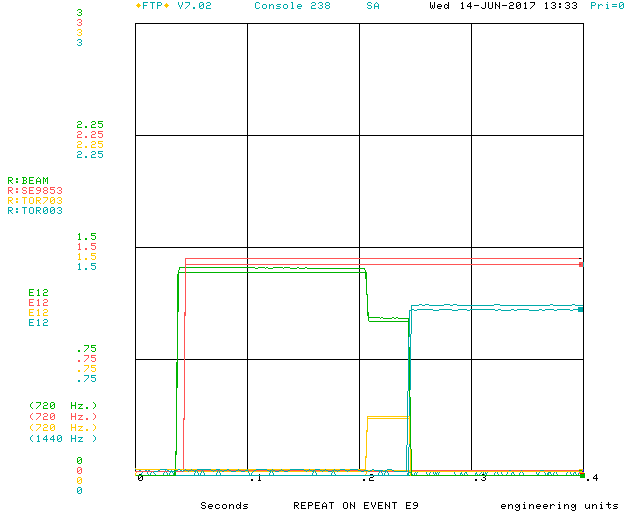 ◆FTP◆ V7.02 Console 238 SA Wed 14-JUN-2017 13:33 Pri=0
3
3
3
3
2.25
2.25
2.25
2.25
R:BEAM
R:SE9853
R:TOR703
R:TOR003
1.5
1.5
1.5
1.5
E12
E12
E12
E12
.75
.75
.75
.75
(720 Hz.)
(720 Hz.)
(720 Hz.)
(1440 Hz )
0
0
0
0
0 .1 .2 .3 .4
Seconds REPEAT ON EVENT E9 engineering units